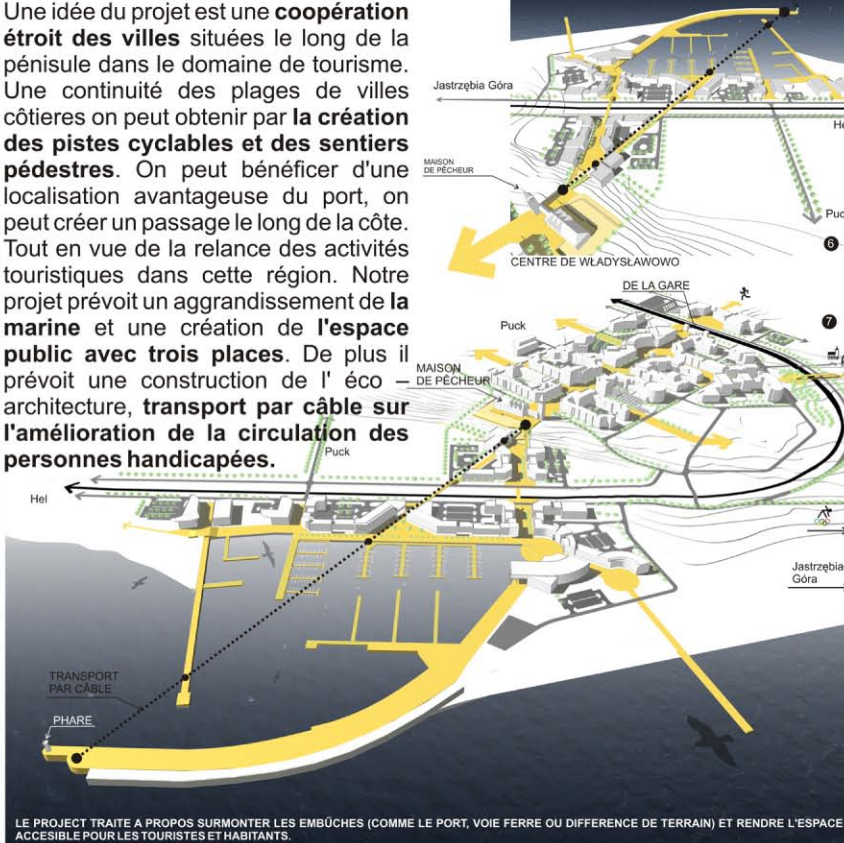 Une idée du projet est une coopération
étroit des villes situées le long de la
pénisule dans le domaine de tourisme.
Une continuité des plages de villes
côtieres on peut obtenir par la création
des pistes cyclables et des sentiers
pédestres. On peut bénéficer d'une
localisation avantageuse du port, on
peut créer un passage le long de la côte.
Tout en vue de la relance des activités
touristiques dans cette région. Notre
projet prévoit un aggrandissement de la
marine et une création de l'espace
public avec trois places. De plus il
prévoit une construction de l' éco –
architecture, transport par câble sur
l'amélioration de la circulation des
personnes handicapées.
Jastrzębia Góra
MAISON
DE PÊCHEUR
CENTRE DE WŁADYSŁAWOWO
6
DE LA GARE
7
Puck
MAISON
DE PÊCHEUR
Puck
Hel
Jastrzębia
Góra
TRANSPORT
PAR CÂBLE
PHARE
LE PROJECT TRAITE A PROPOS SURMONTER LES EMBÛCHES (COMME LE PORT, VOIE FERRE OU DIFFERENCE DE TERRAIN) ET RENDRE L'ESPACE
ACCESIBLE POUR LES TOURISTES ET HABITANTS.